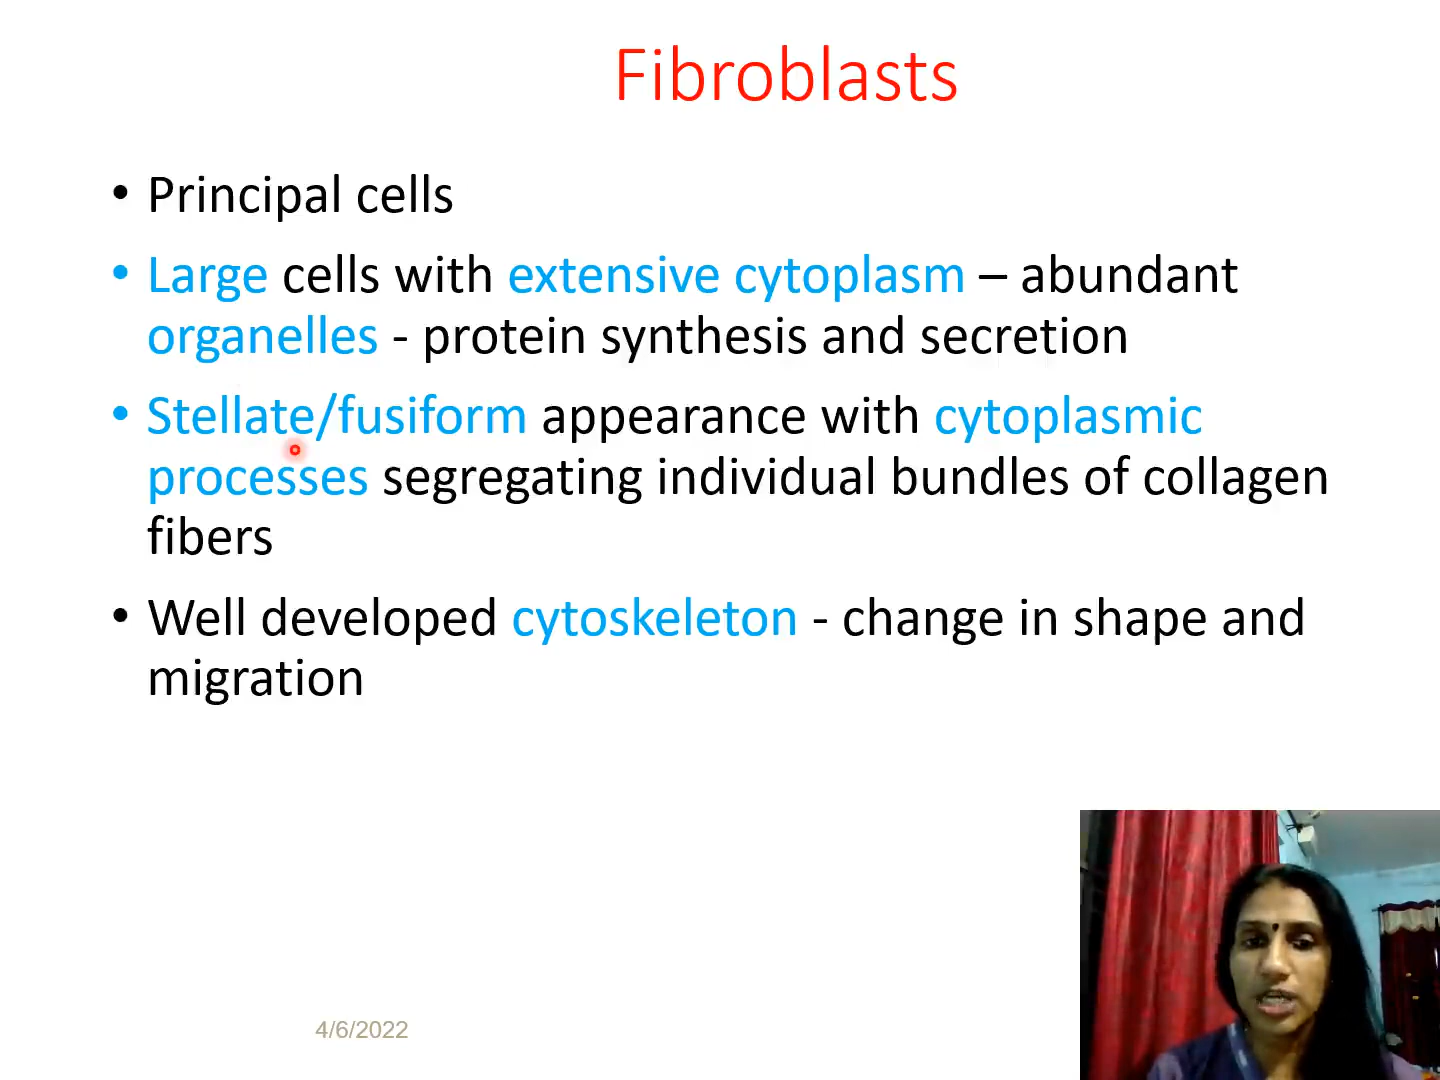 Fibroblasts
• Principal cells
• Large cells with extensive cytoplasm – abundant
organelles - protein synthesis and secretion
• Stellate/fusiform appearance with cytoplasmic
processes segregating individual bundles of collagen
fibers
• Well developed cytoskeleton - change in shape and
migration
4/6/2022